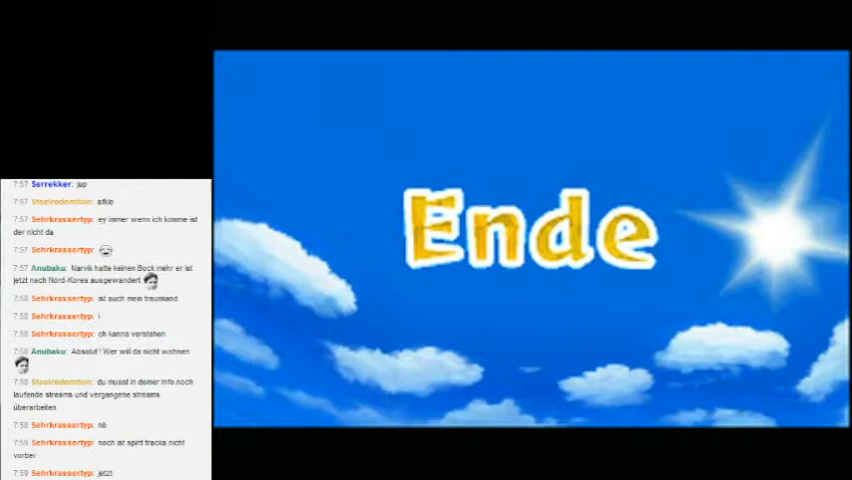 7:57 Serrekker: jup
7:57 Steelredemtion: afkle
7:57 Sehrkrassertyp: ey immer wenn ich komme ist
der nicht da
7:57 Sehrkrassertyp:
7:57 Anubaku: Narvik hatte keinen Bock mehr er ist
jetzt nach Nord-Korea ausgewandert
7:58 Sehrkrassertyp: ist auch mein traumland
7:58 Sehrkrassertyp: i
7:58 Sehrkrassertyp: ch kanns verstehen
7:58 Anubaku: Absolut! Wer will da nicht wohnen
7:58 Steelredemtion: du musst in deiner Info noch
laufende streams und vergangene streams
überarbeiten
7:58 Sehrkrassertyp: nö
7:59 Sehrkrassertyp: noch ist spirit tracks nicht
vorbei
7:59 Sehrkrassertyp: jetzt
Ende